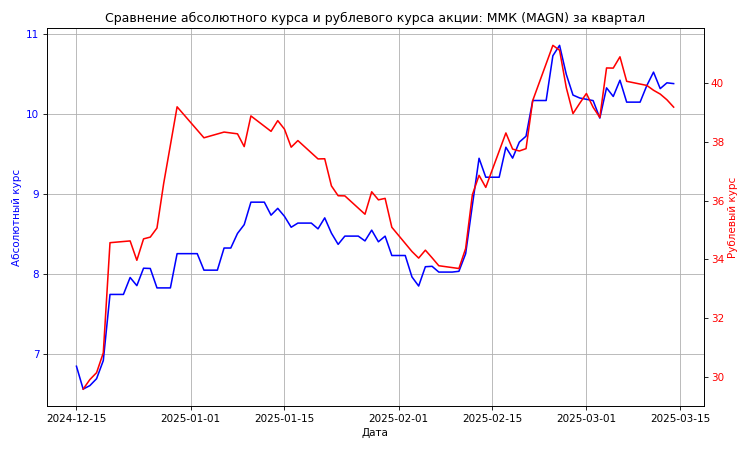 Сравнение абсолютного курса и рублевого курса акции: ММК (MAGN) за квартал
11
10
9
8
7
Абсолютный курс
40
38
36
34
32
30
Рублевый курс
2024-12-15 2025-01-01 2025-01-15 2025-02-01 2025-02-15 2025-03-01 2025-03-15
Дата